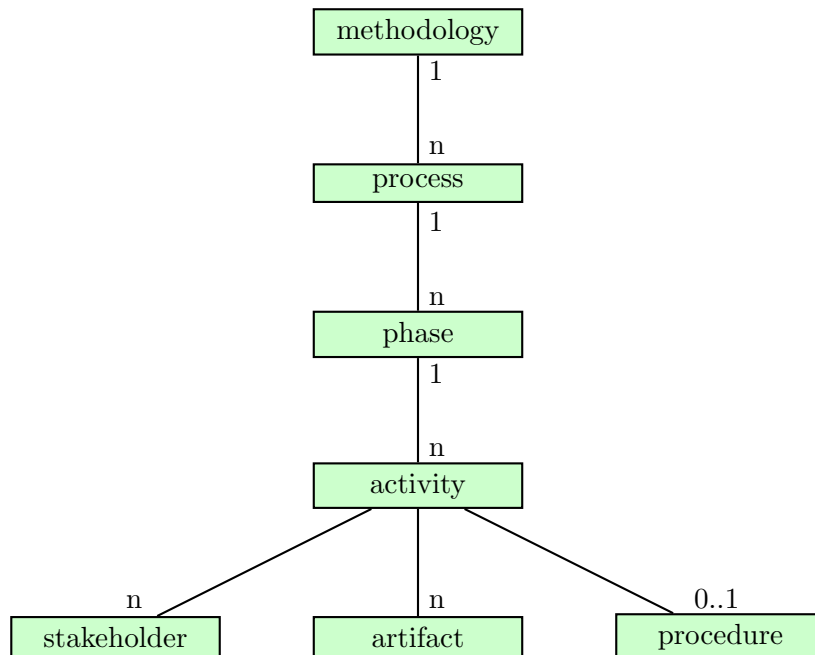 methodology
1
n
process
1
n
phase
1
n
activity
n
n
0..1
stakeholder
artifact
procedure